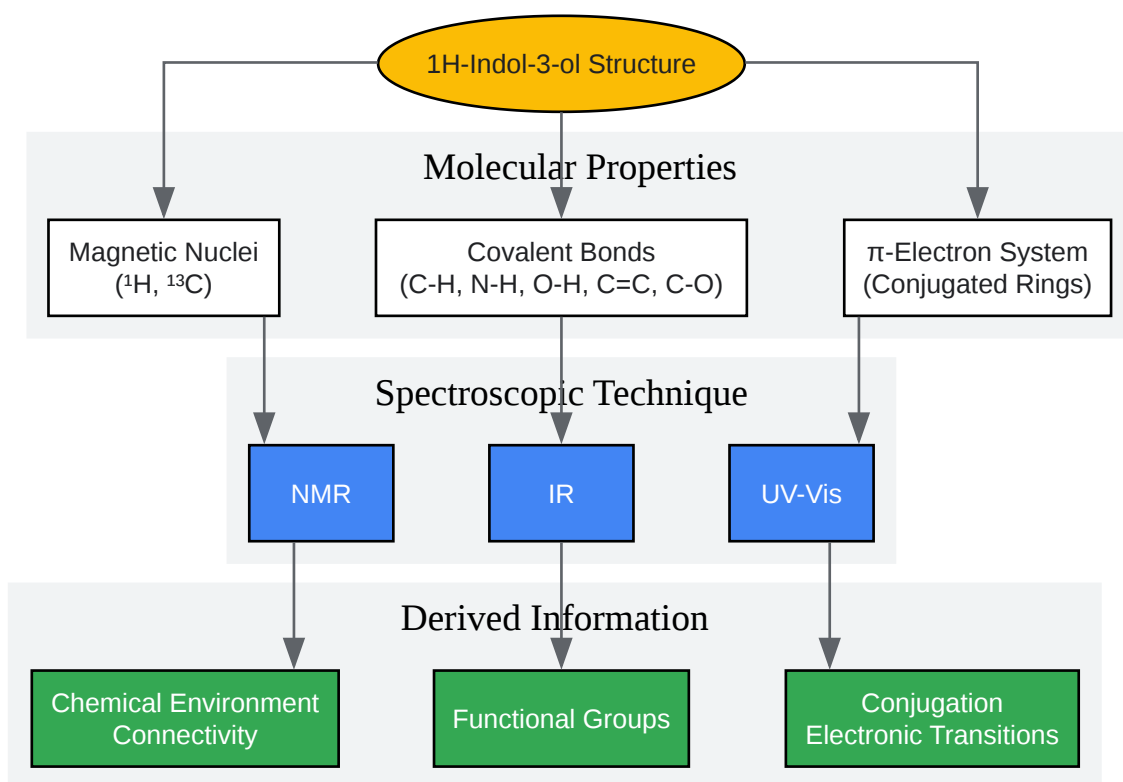 1H-Indol-3-ol Structure
Molecular Properties
Magnetic Nuclei
(¹H, ¹³C)
Covalent Bonds
(C-H, N-H, O-H, C=C, C-O)
π-Electron System
(Conjugated Rings)
Spectroscopic Technique
NMR
IR
UV-Vis
Derived Information
Chemical Environment
Connectivity
Functional Groups
Conjugation
Electronic Transitions